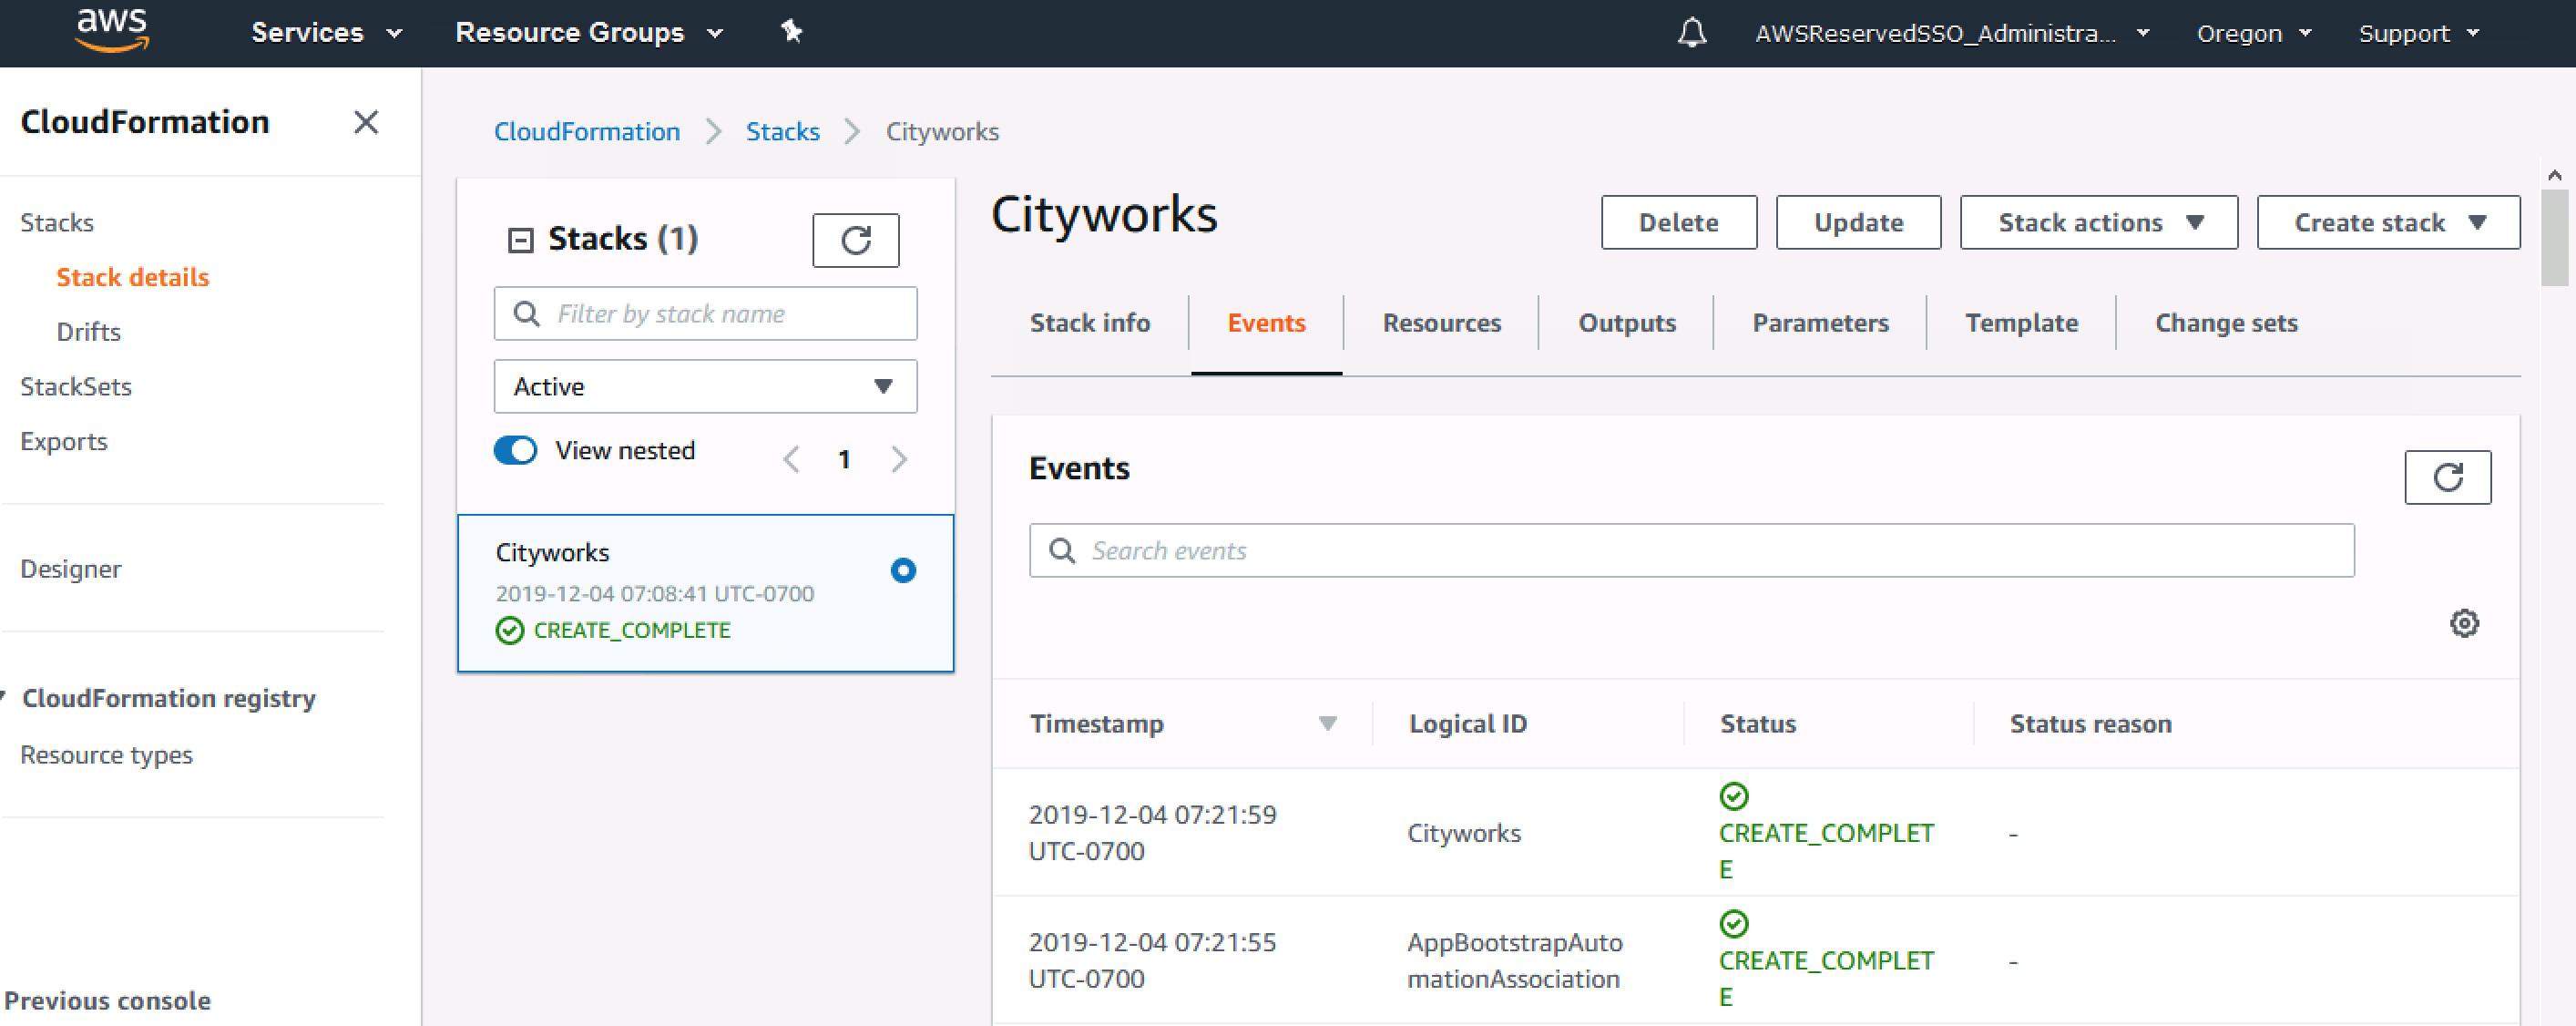 aws
Services
Resource Groups
AWSReservedSSO_Administra...
Oregon
Support
CloudFormation
Stacks
Stack details
Drifts
StackSets
Exports
Designer
CloudFormation registry
Resource types
Previous console
CloudFormation
Stacks
Cityworks
Stacks (1)
Filter by stack name
Active
View nested
1
Cityworks
2019-12-04 07:08:41 UTC-0700
CREATE_COMPLETE
Cityworks
Delete
Update
Stack actions
Create stack
Stack info
Events
Resources
Outputs
Parameters
Template
Change sets
Events
Search events
Timestamp
Logical ID
Status
Status reason
2019-12-04 07:21:59
UTC-0700
Cityworks
CREATE_COMPLET
E
-
2019-12-04 07:21:55
UTC-0700
AppBootstrapAuto
mationAssociation
CREATE_COMPLET
E
-